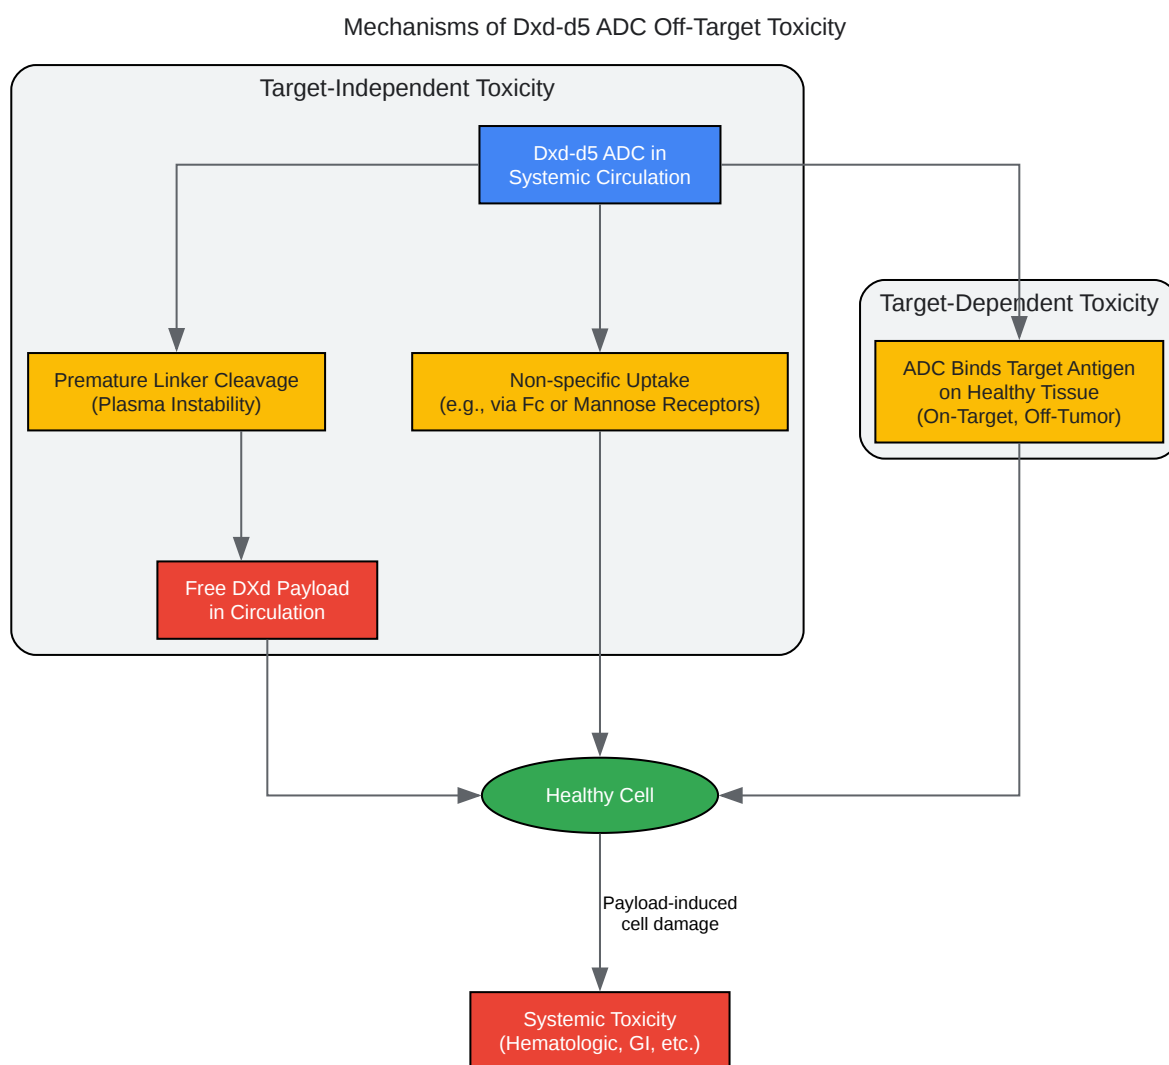 Mechanisms of Dxd-d5 ADC Off-Target Toxicity
Target-Independent Toxicity
Dxd-d5 ADC in
Systemic Circulation
Target-Dependent Toxicity
Premature Linker Cleavage
(Plasma Instability)
Non-specific Uptake
(e.g., via Fc or Mannose Receptors)
ADC Binds Target Antigen
on Healthy Tissue
(On-Target, Off-Tumor)
Free DXd Payload
in Circulation
Healthy Cell
Payload-induced
cell damage
Systemic Toxicity
(Hematologic, GI, etc.)